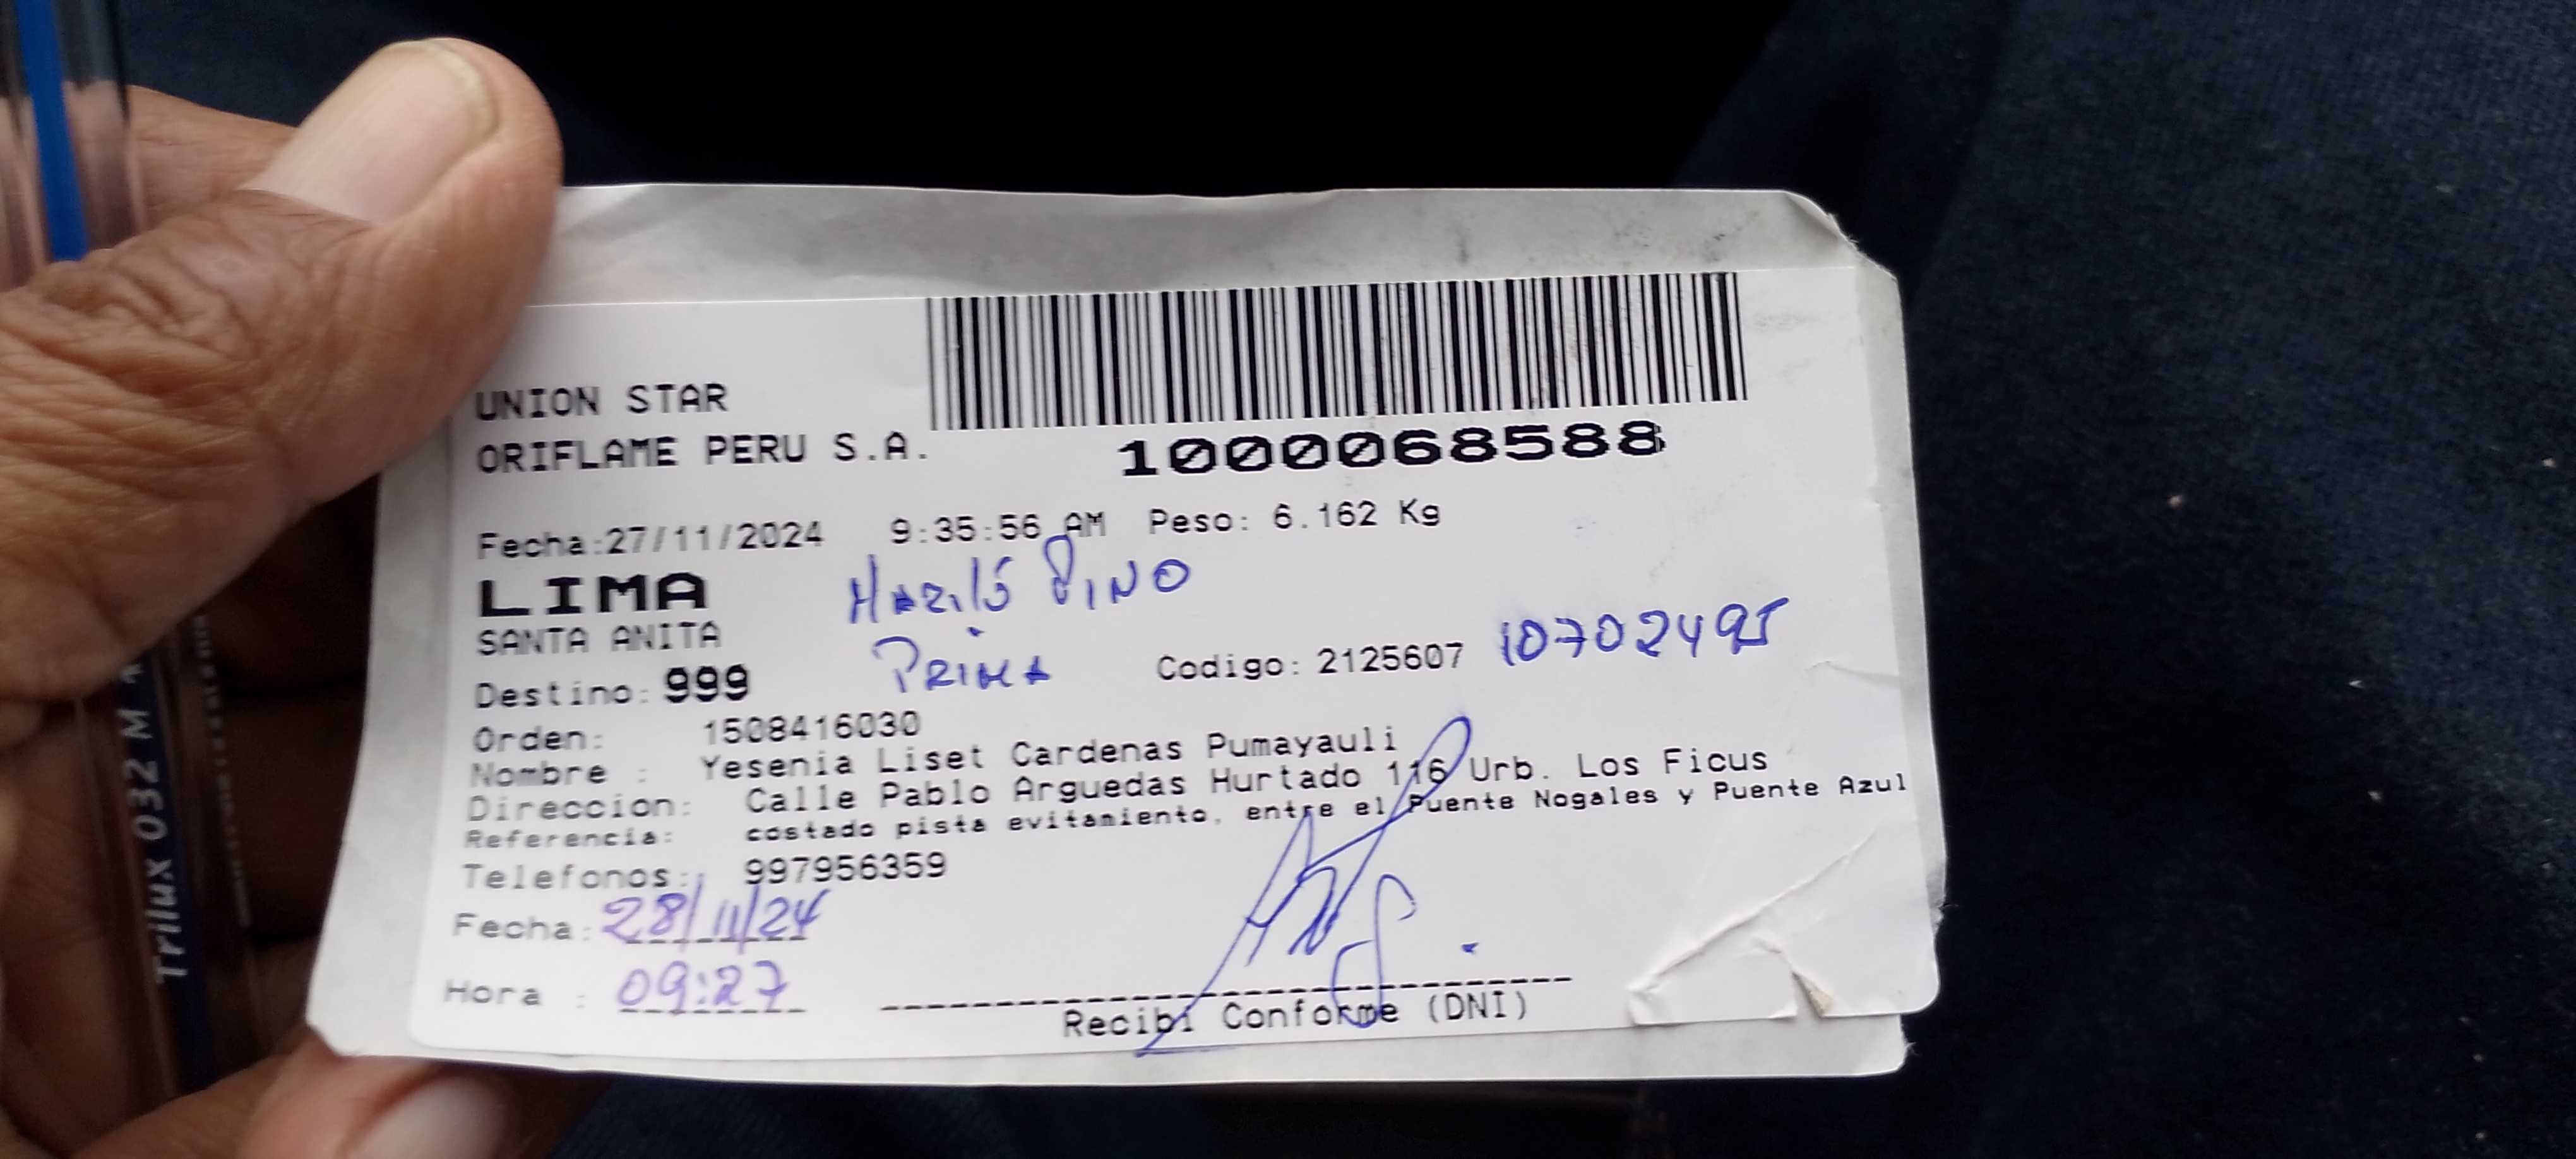 UNION STAR
ORIFLAME PERU S.A.
1000068588
Fecha:27/11/2024 9:35:56 AM Peso: 6.162 Kg
LIMA
Mariló Pino
SANTA ANITA
PRIMA
Codigo: 2125607 10702495
Destino: 999
Orden: 1508416030
Nombre : Yesenia Liset Cardenas Pumayauli
Direccion: Calle Pablo Arguedas Hurtado 116 Urb. Los Ficus
Referencia: costado pista evitamiento, entre el Puente Nogales y Puente Azul
Telefonos: 997956359
Fecha: 28/11/24
Hora : 09:27
Recibi Conforme (DNI)
Trilux 032 M